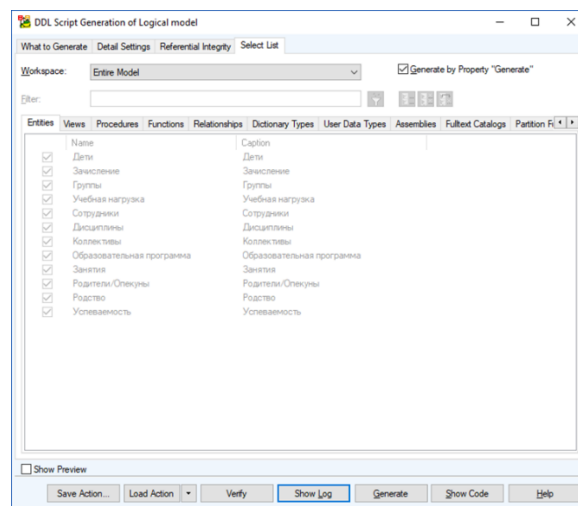 DDL Script Generation of Logical model
What to Generate Detail Settings Referential Integrity Select List
Workspace: Entire Model Generate by Property "Generate"
Filter:
Entities Views Procedures Functions Relationships Dictionary Types User Data Types Assemblies Fulltext Catalogs Partition F
Name Caption
Дети Дети
Зачисление Зачисление
Группы Группы
Учебная нагрузка Учебная нагрузка
Сотрудники Сотрудники
Дисциплины Дисциплины
Коллективы Коллективы
Образовательная программа Образовательная программа
Занятия Занятия
Родители/Опекуны Родители/Опекуны
Родство Родство
Успеваемость Успеваемость
Show Preview
Save Action... Load Action Verify Show Log Generate Show Code Help